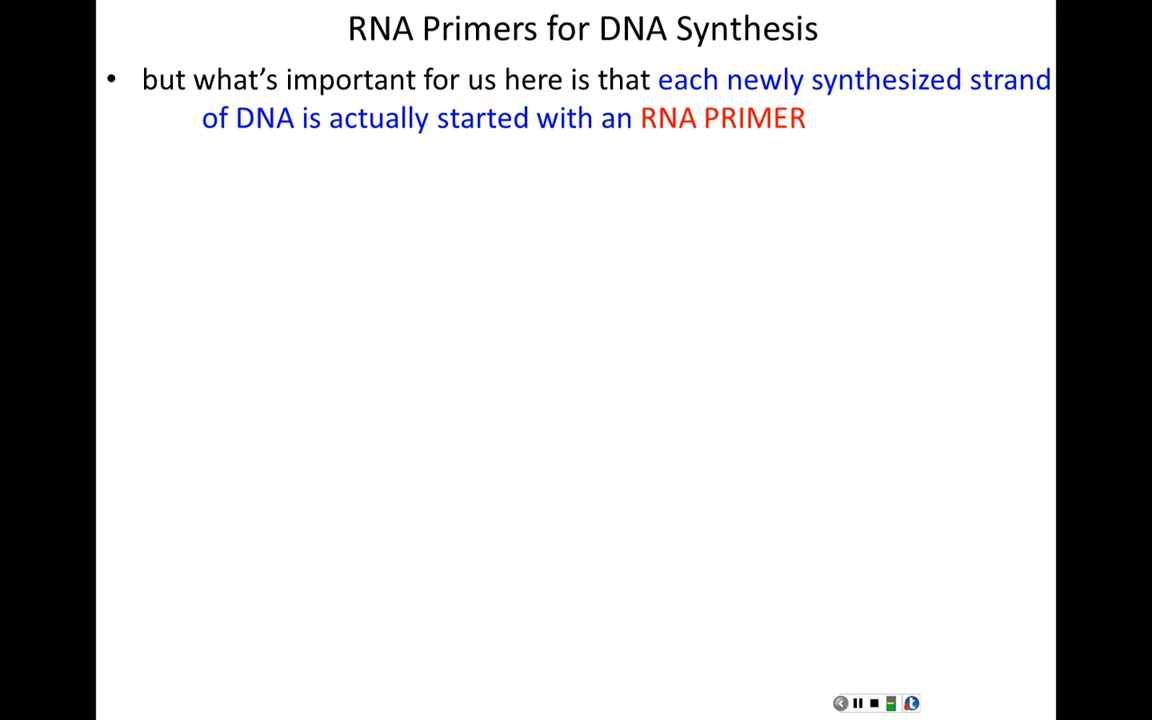 RNA Primers for DNA Synthesis
• but what's important for us here is that each newly synthesized strand
of DNA is actually started with an RNA PRIMER